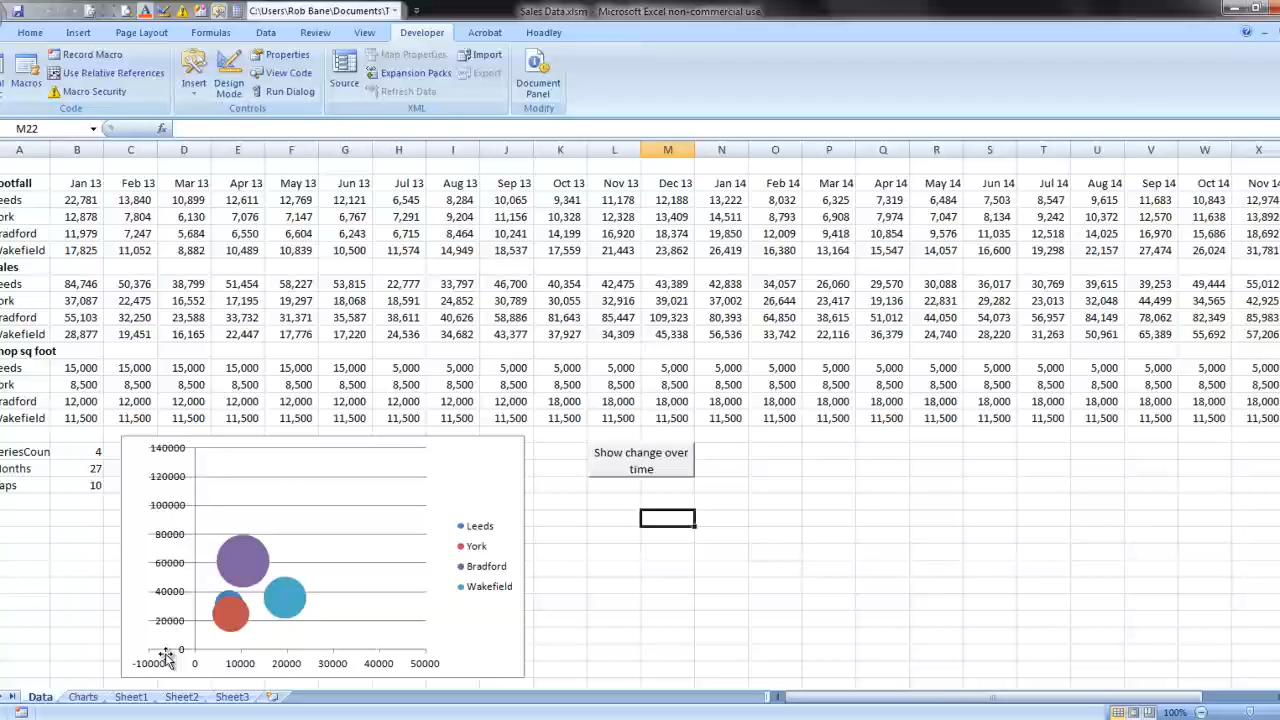 C:\Users\Rob Bane\Documents\T
Sales Data.xlsm - Microsoft Excel non-commercial use
Home Insert Page Layout Formulas Data Review View Developer Acrobat Hoadley
Macros
Record Macro
Use Relative References
Macro Security
Code
Insert
Design Mode
Properties
View Code
Run Dialog
Controls
Source
Map Properties
Expansion Packs
Refresh Data
Import
Export
XML
Document Panel
Modify
M22 fx
A B C D E F G H I J K L M N O P Q R S T U V W X
ootfall Jan 13 Feb 13 Mar 13 Apr 13 May 13 Jun 13 Jul 13 Aug 13 Sep 13 Oct 13 Nov 13 Dec 13 Jan 14 Feb 14 Mar 14 Apr 14 May 14 Jun 14 Jul 14 Aug 14 Sep 14 Oct 14 Nov 14
eeds 22,781 13,840 10,899 12,611 12,769 12,121 6,545 8,284 10,065 9,341 11,178 12,188 13,222 8,032 6,325 7,319 6,484 7,503 8,547 9,615 11,683 10,843 12,974
ork 12,878 7,804 6,130 7,076 7,147 6,767 7,291 9,204 11,156 10,328 12,328 13,409 14,511 8,793 6,908 7,974 7,047 8,134 9,242 10,372 12,570 11,638 13,892
radford 11,979 7,247 5,684 6,550 6,604 6,243 6,715 8,464 10,241 14,199 16,920 18,374 19,850 12,009 9,418 10,854 9,576 11,035 12,518 14,025 16,970 15,686 18,692
akefield 17,825 11,052 8,882 10,489 10,839 10,500 11,574 14,949 18,537 17,559 21,443 23,862 26,419 16,380 13,164 15,547 14,057 16,600 19,298 22,157 27,474 26,024 31,781
ales
eeds 84,746 50,376 38,799 51,454 58,227 53,815 22,777 33,797 46,700 40,354 42,475 43,389 42,838 34,057 26,060 29,570 30,088 36,017 30,769 39,615 39,253 49,444 55,012
ork 37,087 22,475 16,552 17,195 19,297 18,068 18,591 24,852 30,789 30,055 32,916 39,021 37,002 26,644 23,417 19,136 22,831 29,282 23,013 32,048 44,499 34,565 42,925
radford 55,103 32,250 23,588 33,732 31,371 35,587 38,611 40,626 58,886 81,643 85,447 109,323 80,393 64,850 38,615 51,012 44,050 54,073 56,957 84,149 78,062 82,349 85,983
akefield 28,877 19,451 16,165 22,447 17,776 17,220 24,536 34,682 43,377 37,927 34,309 45,338 56,536 33,742 22,116 36,379 24,740 28,220 31,263 50,961 65,389 55,692 57,206
hop sq foot
eeds 15,000 15,000 15,000 15,000 15,000 15,000 5,000 5,000 5,000 5,000 5,000 5,000 5,000 5,000 5,000 5,000 5,000 5,000 5,000 5,000 5,000 5,000 5,000
ork 8,500 8,500 8,500 8,500 8,500 8,500 8,500 8,500 8,500 8,500 8,500 8,500 8,500 8,500 8,500 8,500 8,500 8,500 8,500 8,500 8,500 8,500 8,500
radford 12,000 12,000 12,000 12,000 12,000 12,000 12,000 12,000 12,000 18,000 18,000 18,000 18,000 18,000 18,000 18,000 18,000 18,000 18,000 18,000 18,000 18,000 18,000
akefield 11,500 11,500 11,500 11,500 11,500 11,500 11,500 11,500 11,500 11,500 11,500 11,500 11,500 11,500 11,500 11,500 11,500 11,500 11,500 11,500 11,500 11,500 11,500
eriesCoun 4
onths 27
aps 10
140000
120000
100000
80000
60000
40000
20000
0
-10000 0 10000 20000 30000 40000 50000
Leeds
York
Bradford
Wakefield
Show change over
time
Data Charts Sheet1 Sheet2 Sheet3
100%